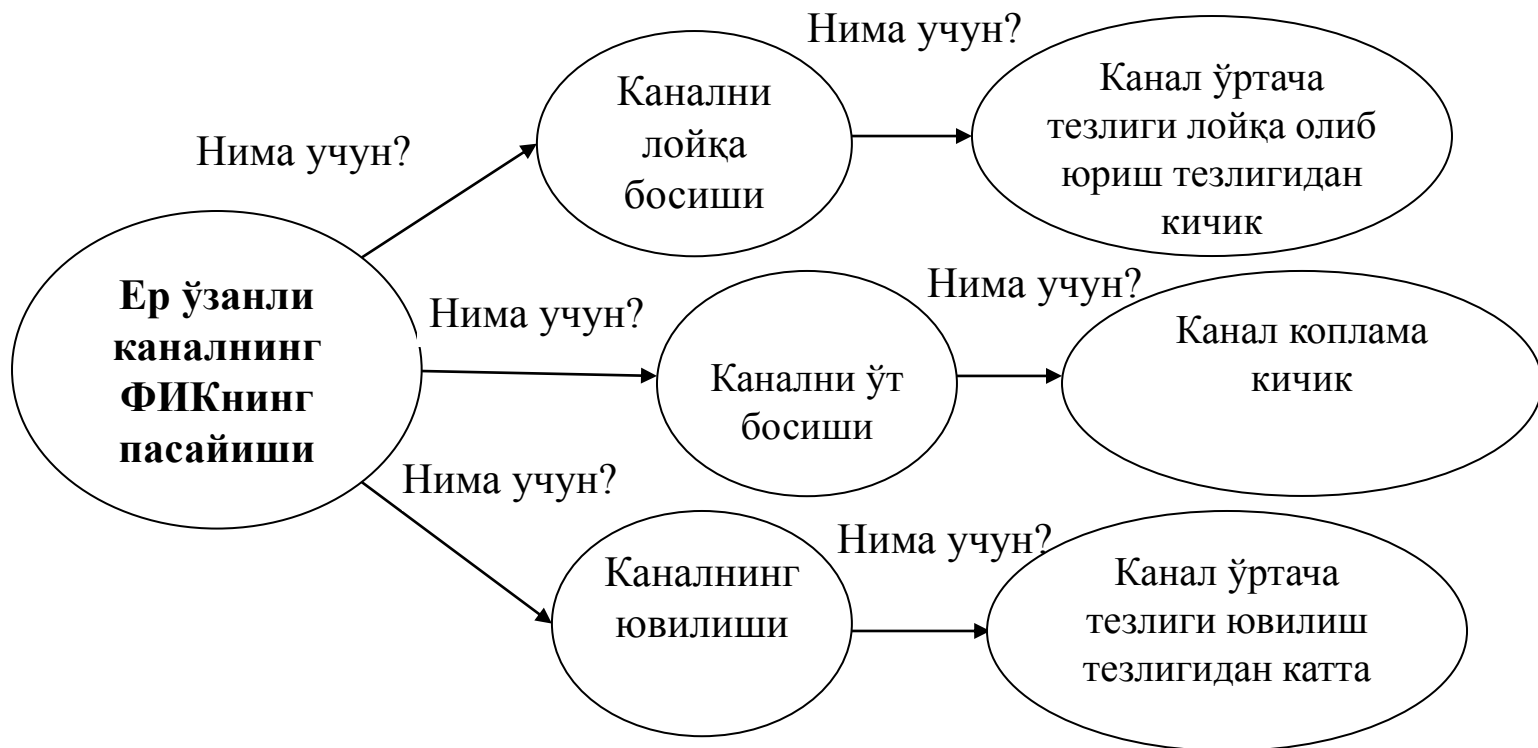 Нима учун?
Канални
лойқа
босиши
Канал ўртача
тезлиги лойқа олиб
юриш тезлигидан
кичик
Нима учун?
Ер ўзанли
каналнинг
ФИКнинг
пасайиши
Нима учун?
Канални ўт
босиши
Нима учун?
Канал коплама
кичик
Нима учун?
Каналнинг
ювилиши
Нима учун?
Канал ўртача
тезлиги ювилиш
тезлигидан катта